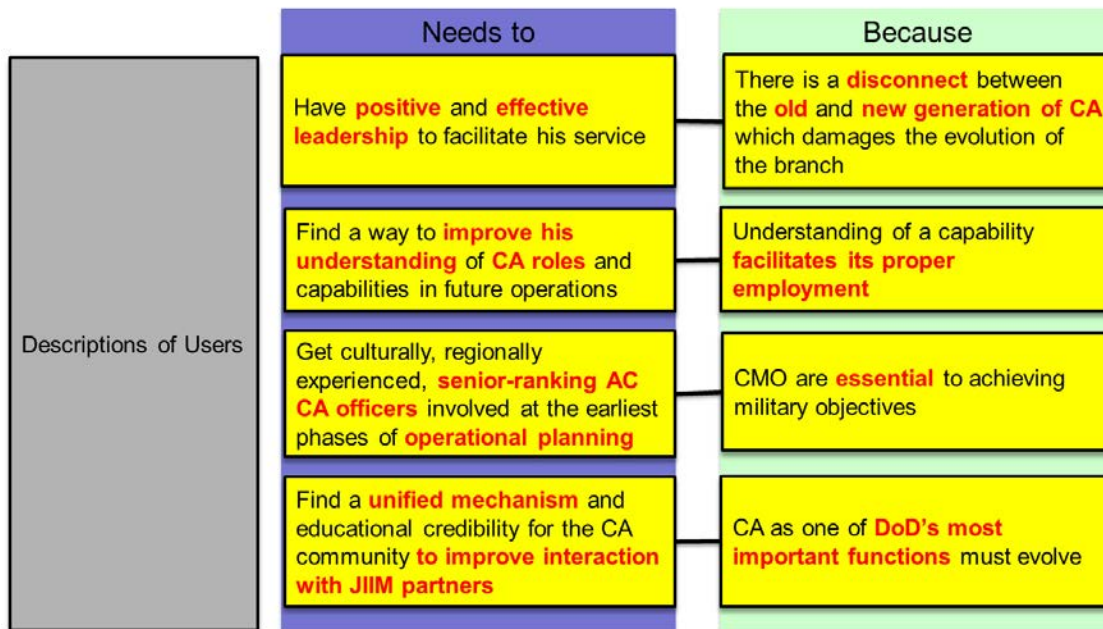 Needs to
Because
Descriptions of Users
Have positive and effective
leadership to facilitate his service
There is a disconnect between
the old and new generation of CA
which damages the evolution of
the branch
Find a way to improve his
understanding of CA roles and
capabilities in future operations
Understanding of a capability
facilitates its proper
employment
Get culturally, regionally
experienced, senior-ranking AC
CA officers involved at the earliest
phases of operational planning
CMO are essential to achieving
military objectives
Find a unified mechanism and
educational credibility for the CA
community to improve interaction
with JIIM partners
CA as one of DoD's most
important functions must evolve